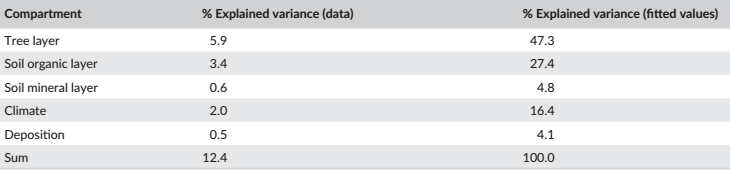 Compartment % Explained variance (data) % Explained variance (fitted values)
Tree layer 5.9 47.3
Soil organic layer 3.4 27.4
Soil mineral layer 0.6 4.8
Climate 2.0 16.4
Deposition 0.5 4.1
Sum 12.4 100.0